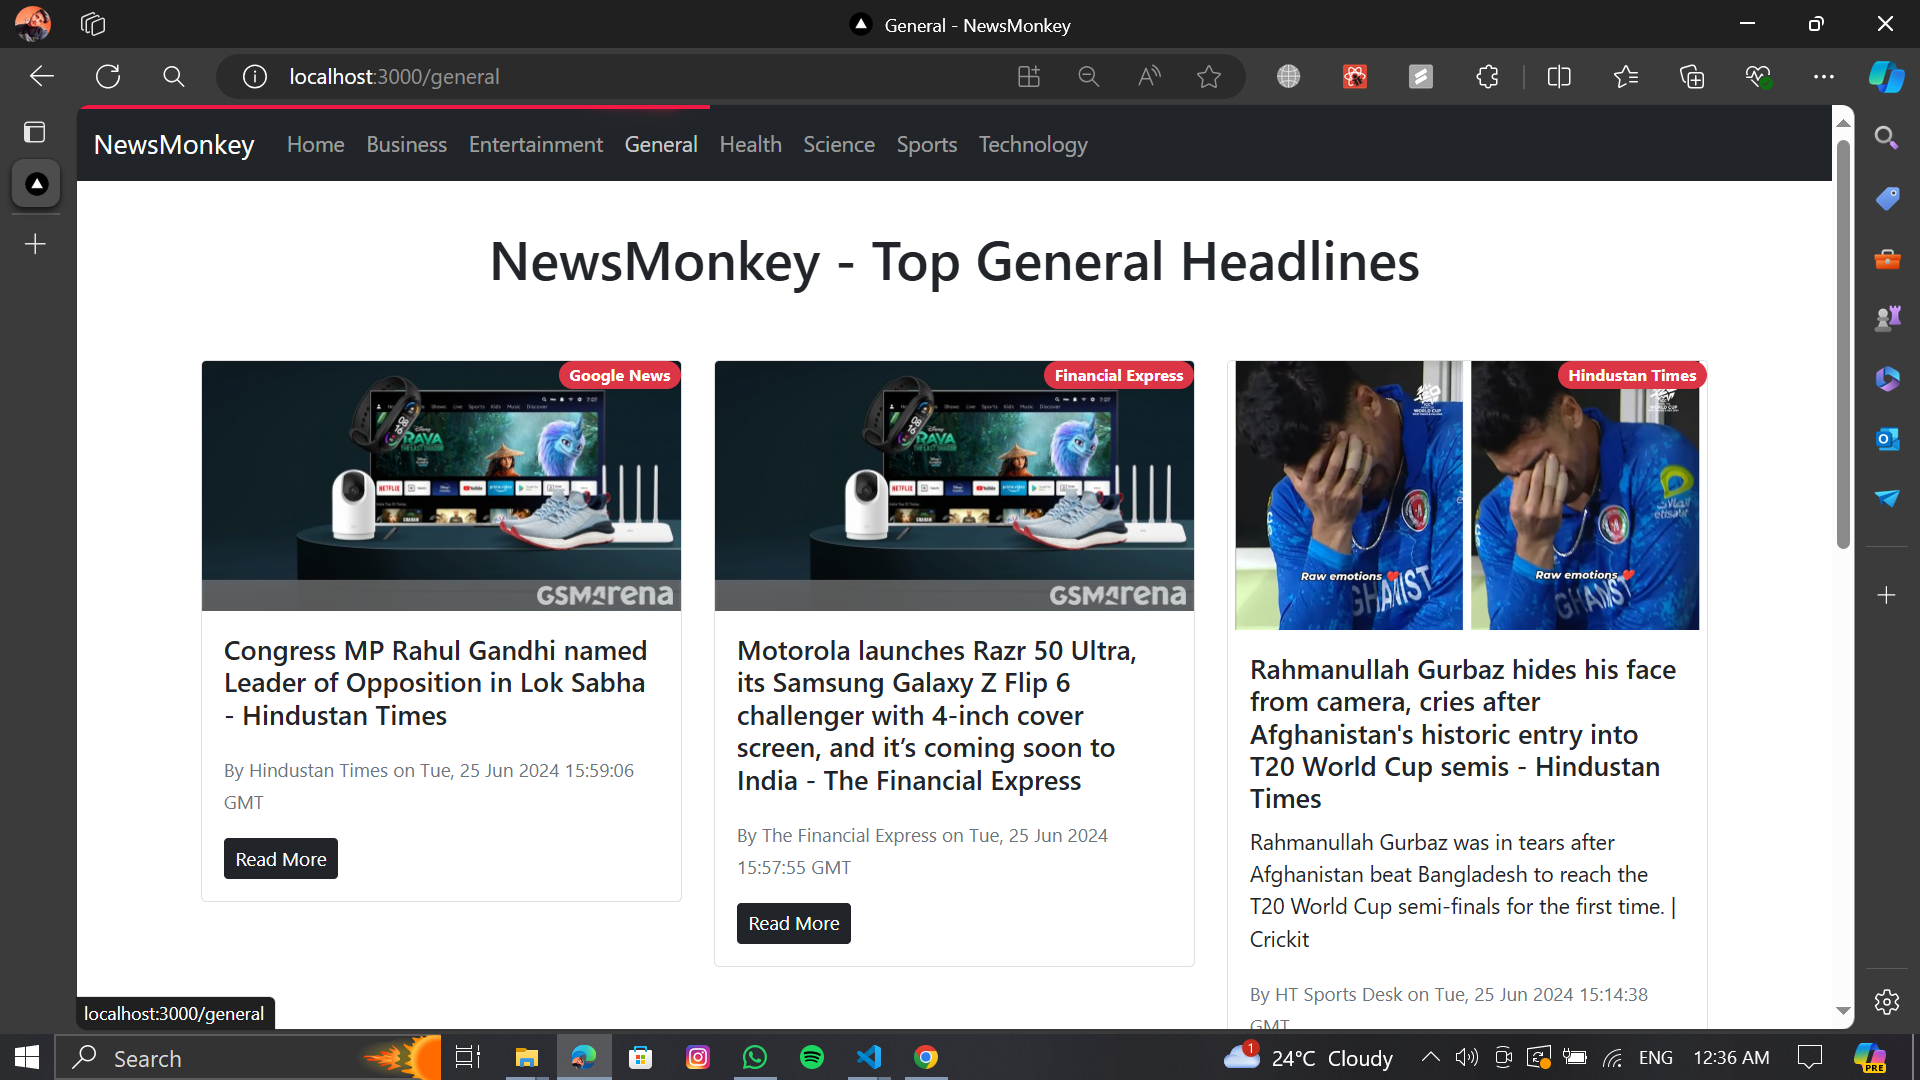 General - NewsMonkey
localhost:3000/general
NewsMonkey Home Business Entertainment General Health Science Sports Technology
NewsMonkey - Top General Headlines
Google News
GSMArena
Congress MP Rahul Gandhi named
Leader of Opposition in Lok Sabha
- Hindustan Times
By Hindustan Times on Tue, 25 Jun 2024 15:59:06
GMT
Read More
Financial Express
GSMArena
Motorola launches Razr 50 Ultra,
its Samsung Galaxy Z Flip 6
challenger with 4-inch cover
screen, and it’s coming soon to
India - The Financial Express
By The Financial Express on Tue, 25 Jun 2024
15:57:55 GMT
Read More
Hindustan Times
WORLD CUP
Raw emotions
Raw emotions
etisalat
Rahmanullah Gurbaz hides his face
from camera, cries after
Afghanistan's historic entry into
T20 World Cup semis - Hindustan
Times
Rahmanullah Gurbaz was in tears after
Afghanistan beat Bangladesh to reach the
T20 World Cup semi-finals for the first time. |
Crickit
By HT Sports Desk on Tue, 25 Jun 2024 15:14:38
GMT
localhost:3000/general
Search
1
24°C Cloudy
ENG
12:36 AM
PRE